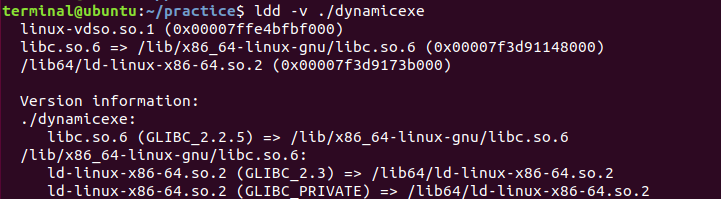 terminal@ubuntu:~/practice$ ldd -v ./dynamicexe
linux-vdso.so.1 (0x00007ffe4bfbf000)
libc.so.6 => /lib/x86_64-linux-gnu/libc.so.6 (0x00007f3d91148000)
/lib64/ld-linux-x86-64.so.2 (0x00007f3d9173b000)
Version information:
./dynamicexe:
libc.so.6 (GLIBC_2.2.5) => /lib/x86_64-linux-gnu/libc.so.6
/lib/x86_64-linux-gnu/libc.so.6:
ld-linux-x86-64.so.2 (GLIBC_2.3) => /lib64/ld-linux-x86-64.so.2
ld-linux-x86-64.so.2 (GLIBC_PRIVATE) => /lib64/ld-linux-x86-64.so.2